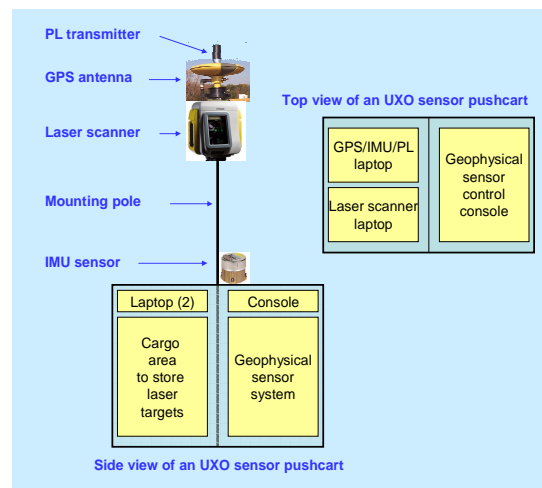 PL transmitter
GPS antenna
Laser scanner
Mounting pole
IMU sensor
Top view of an UXO sensor pushcart
GPS/IMU/PL
laptop
Laser scanner
laptop
Geophysical
sensor
control
console
Laptop (2)
Console
Cargo
area
to store
laser
targets
Geophysical
sensor
system
Side view of an UXO sensor pushcart